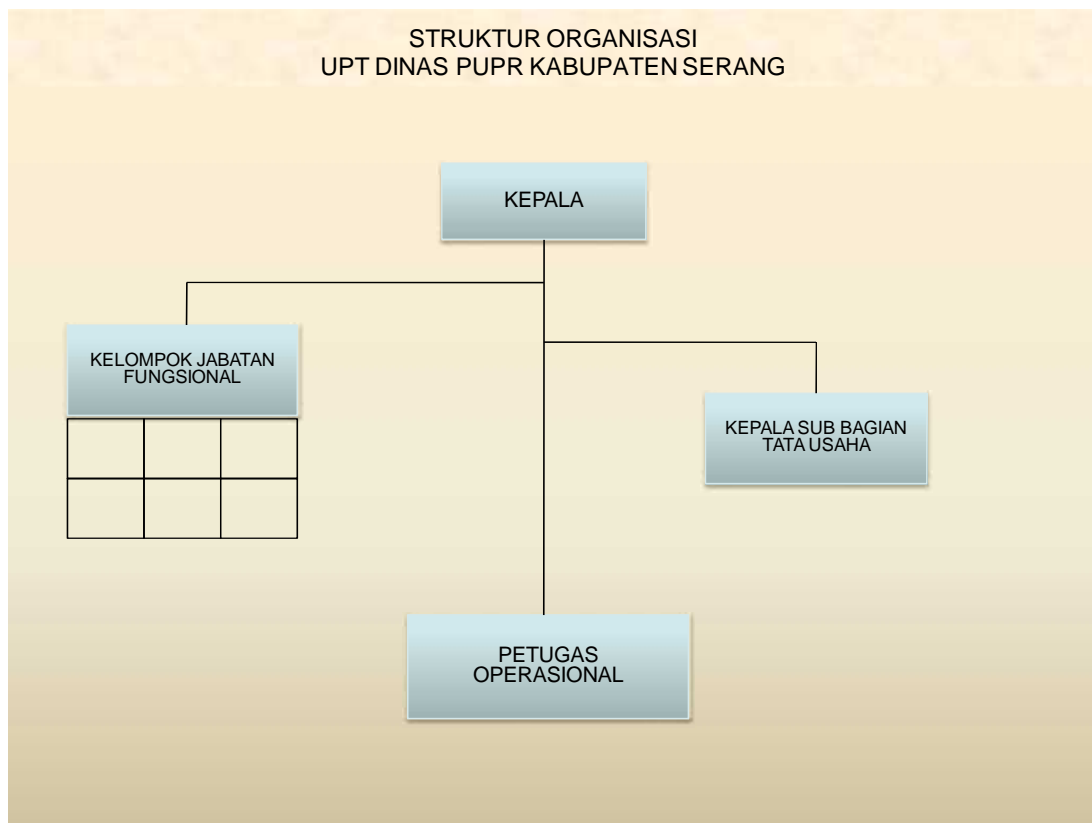 STRUKTUR ORGANISASI
UPT DINAS PUPR KABUPATEN SERANG
KEPALA
KELOMPOK JABATAN
FUNGSIONAL
KEPALA SUB BAGIAN
TATA USAHA
PETUGAS
OPERASIONAL